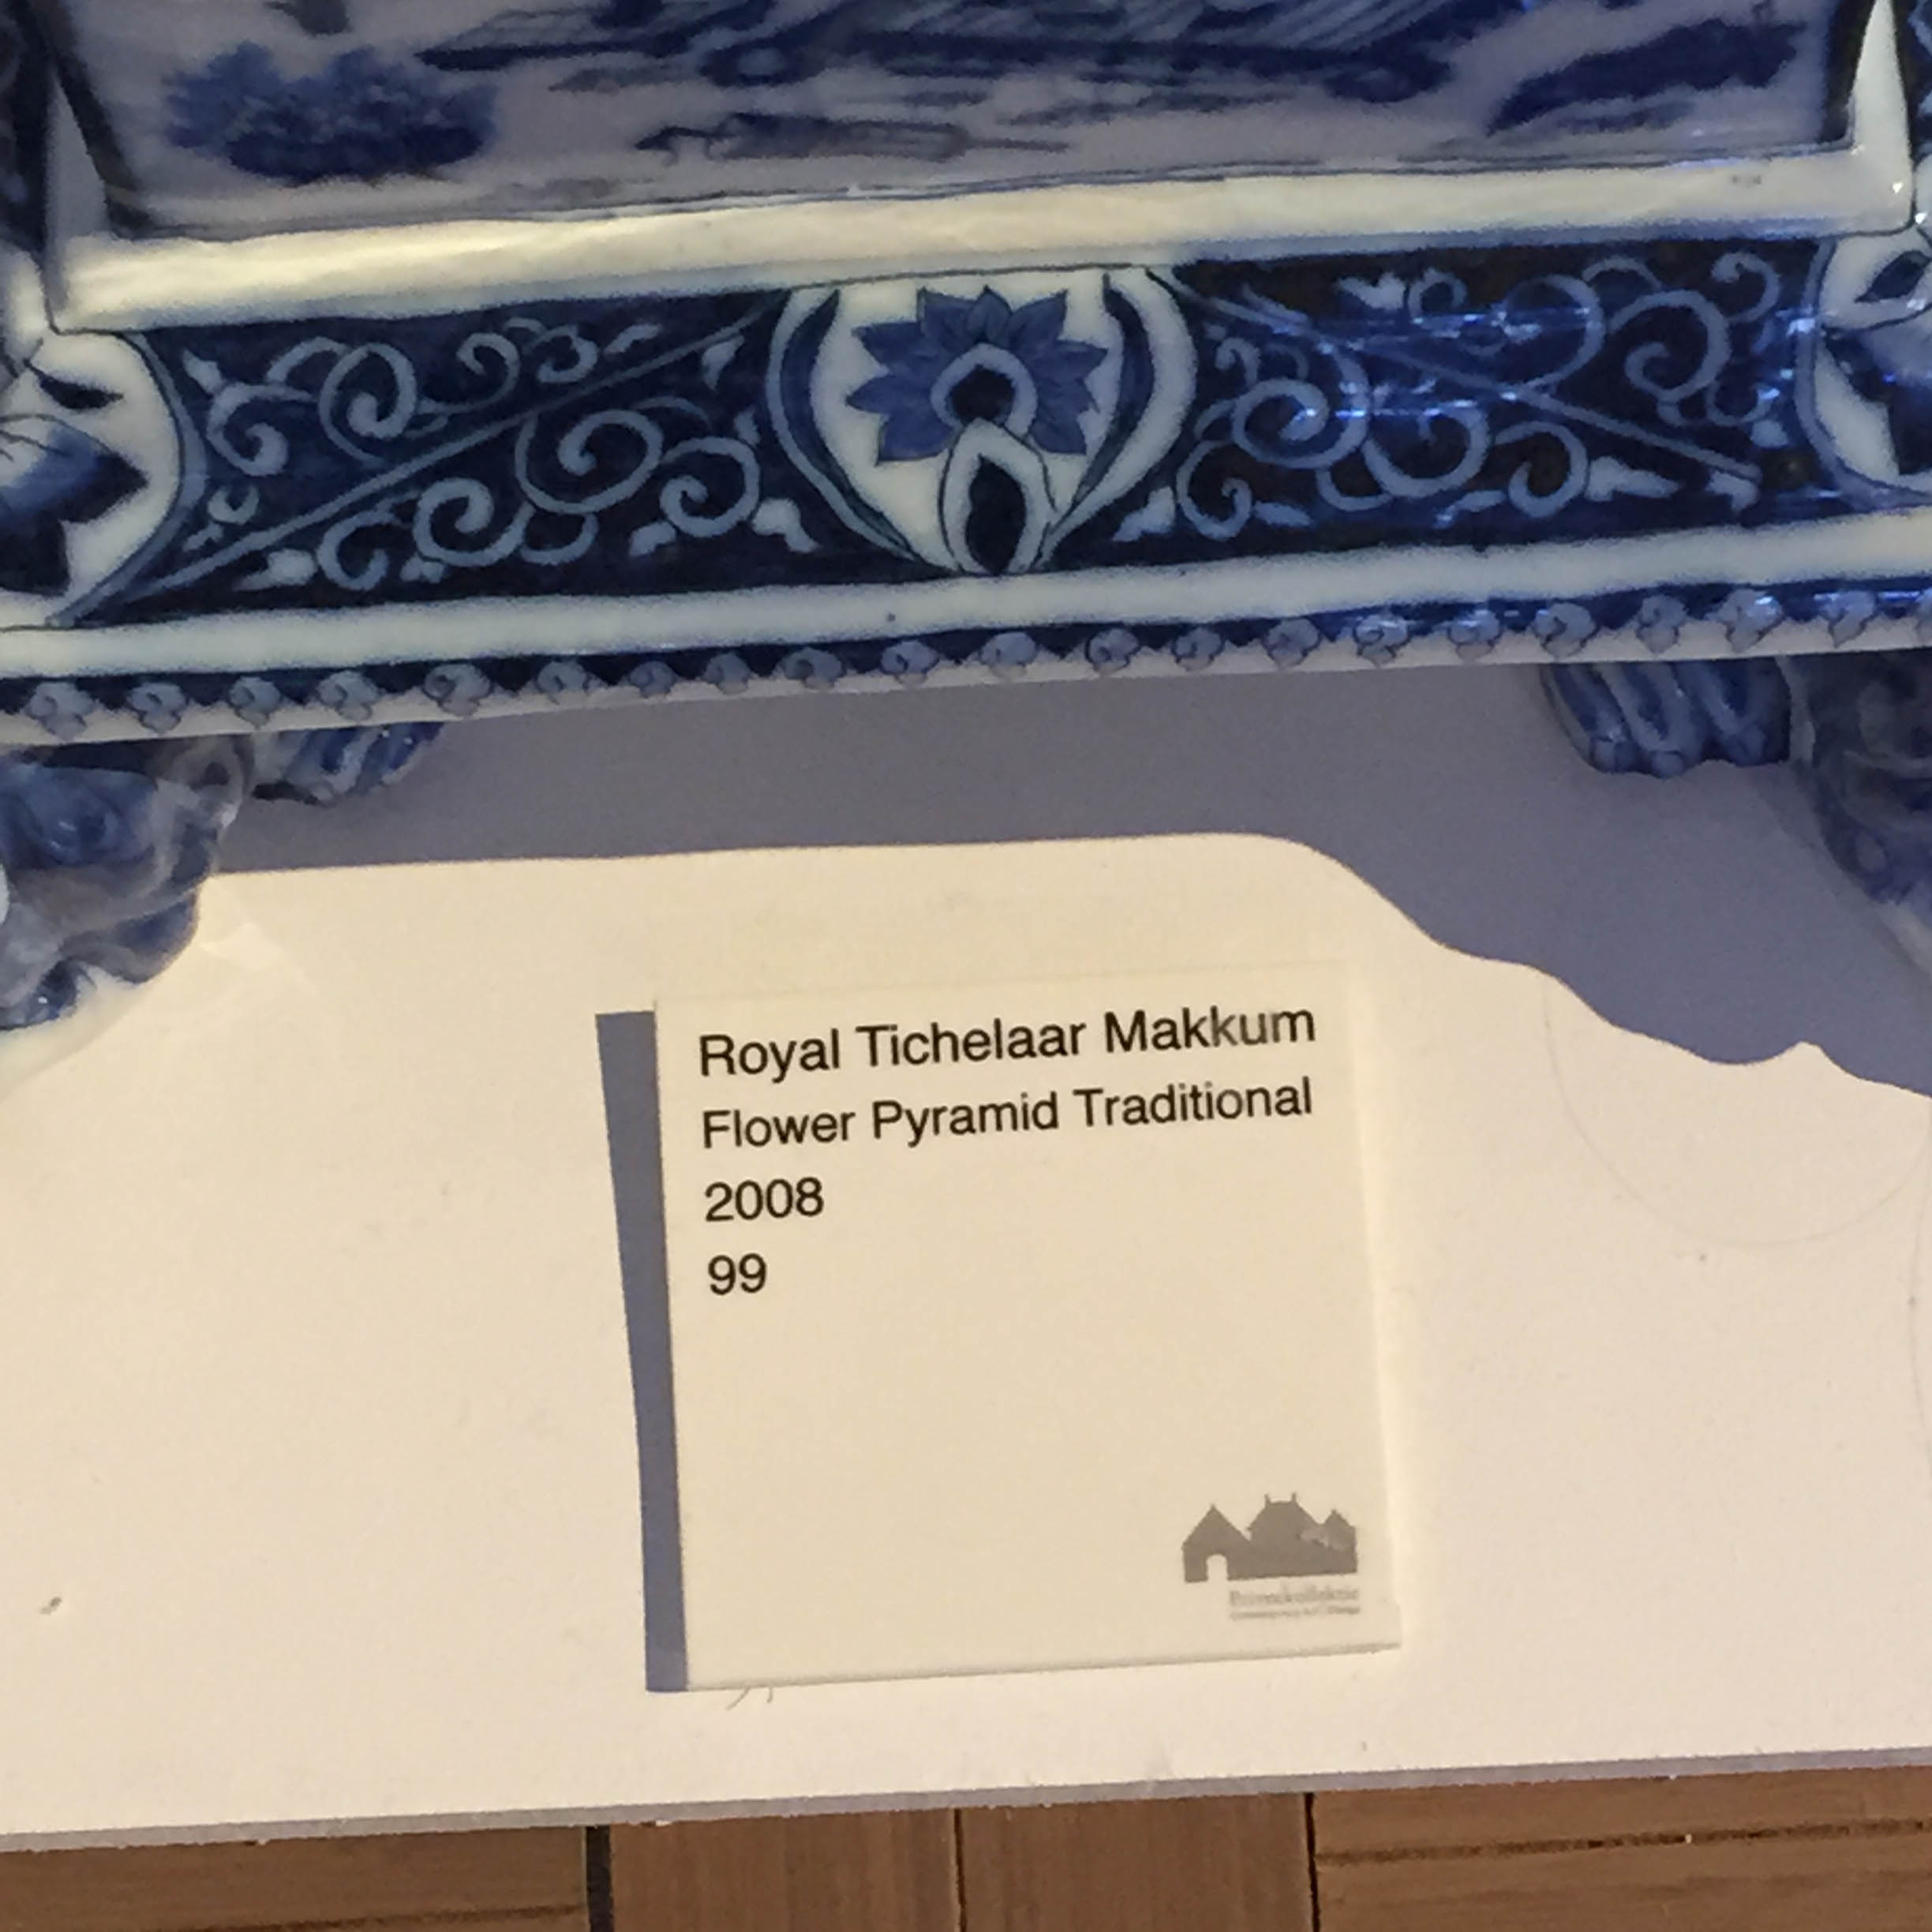 Royal Tichelaar Makkum
Flower Pyramid Traditional
2008
99